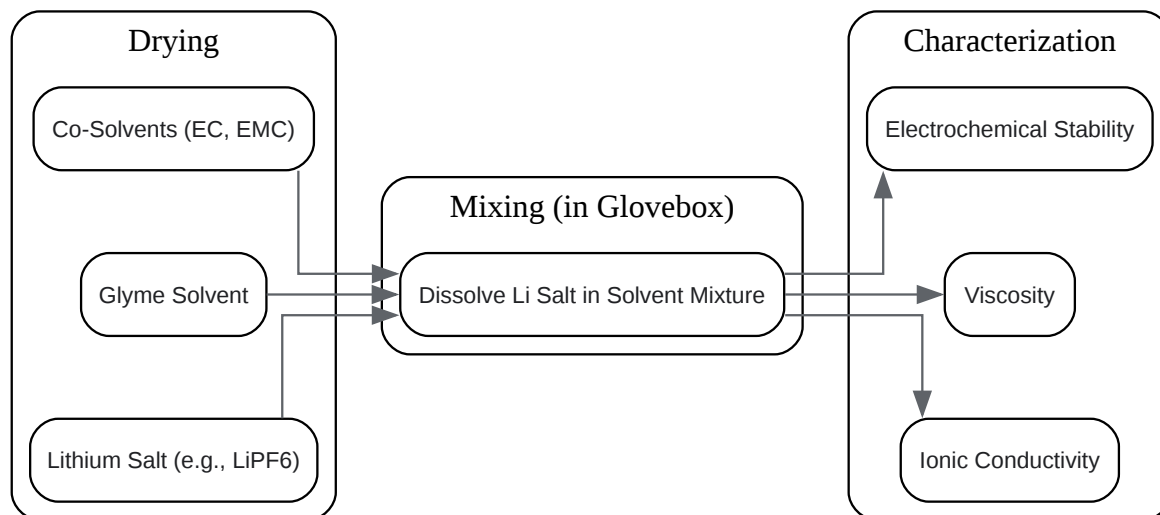 Drying
Co-Solvents (EC, EMC)
Glyme Solvent
Lithium Salt (e.g., LiPF6)
Mixing (in Glovebox)
Dissolve Li Salt in Solvent Mixture
Characterization
Electrochemical Stability
Viscosity
Ionic Conductivity